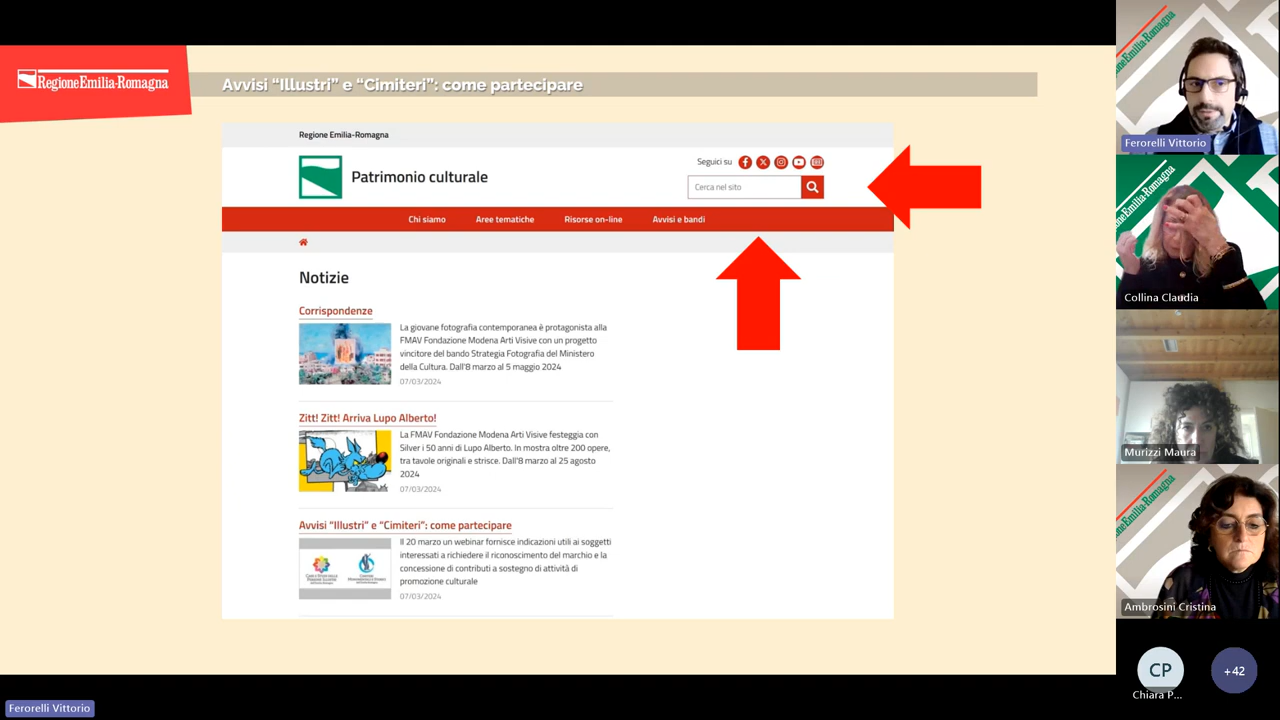 RegioneEmilia-Romagna
Avvisi “Illustri” e “Cimiteri”: come partecipare
Regione Emilia-Romagna
Patrimonio culturale
Seguici su
Cerca nel sito
Chi siamo
Aree tematiche
Risorse on-line
Avvisi e bandi
Notizie
Corrispondenze
La giovane fotografia contemporanea è protagonista alla
FMAV Fondazione Modena Arti Visive con un progetto
vincitore del bando Strategia Fotografia del Ministero
della Cultura. Dall'8 marzo al 5 maggio 2024
07/03/2024
Zitt! Zitt! Arriva Lupo Alberto!
La FMAV Fondazione Modena Arti Visive festeggia con
Silver i 50 anni di Lupo Alberto. In mostra oltre 200 opere,
tra tavole originali e strisce. Dall'8 marzo al 25 agosto
2024
07/03/2024
Avvisi “Illustri” e “Cimiteri”: come partecipare
Il 20 marzo un webinar fornisce indicazioni utili ai soggetti
interessati a richiedere il riconoscimento del marchio e la
concessione di contributi a sostegno di attività di
promozione culturale
07/03/2024
Ferorelli Vittorio
Collina Claudia
Murizzi Maura
Ambrosini Cristina
CP
+42
Chiara P...
Ferorelli Vittorio